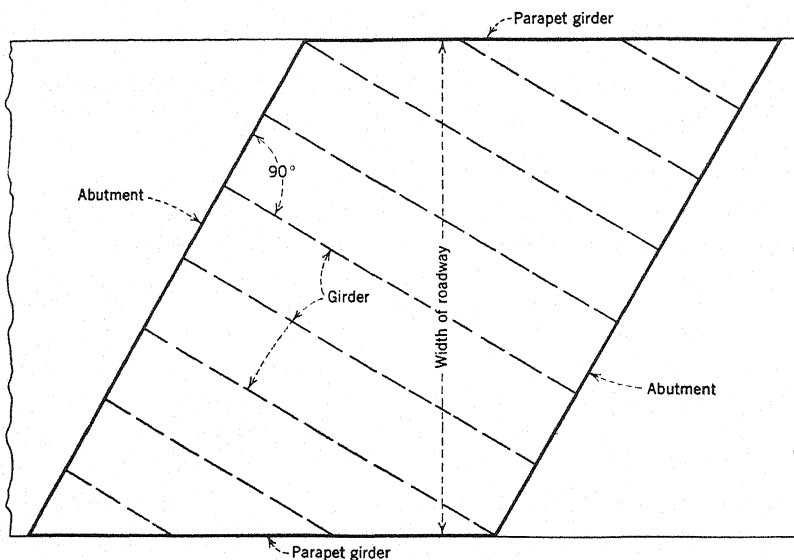 Parapet girder
90°
Abutment
Girder
Width of roadway
Abutment
Parapet girder